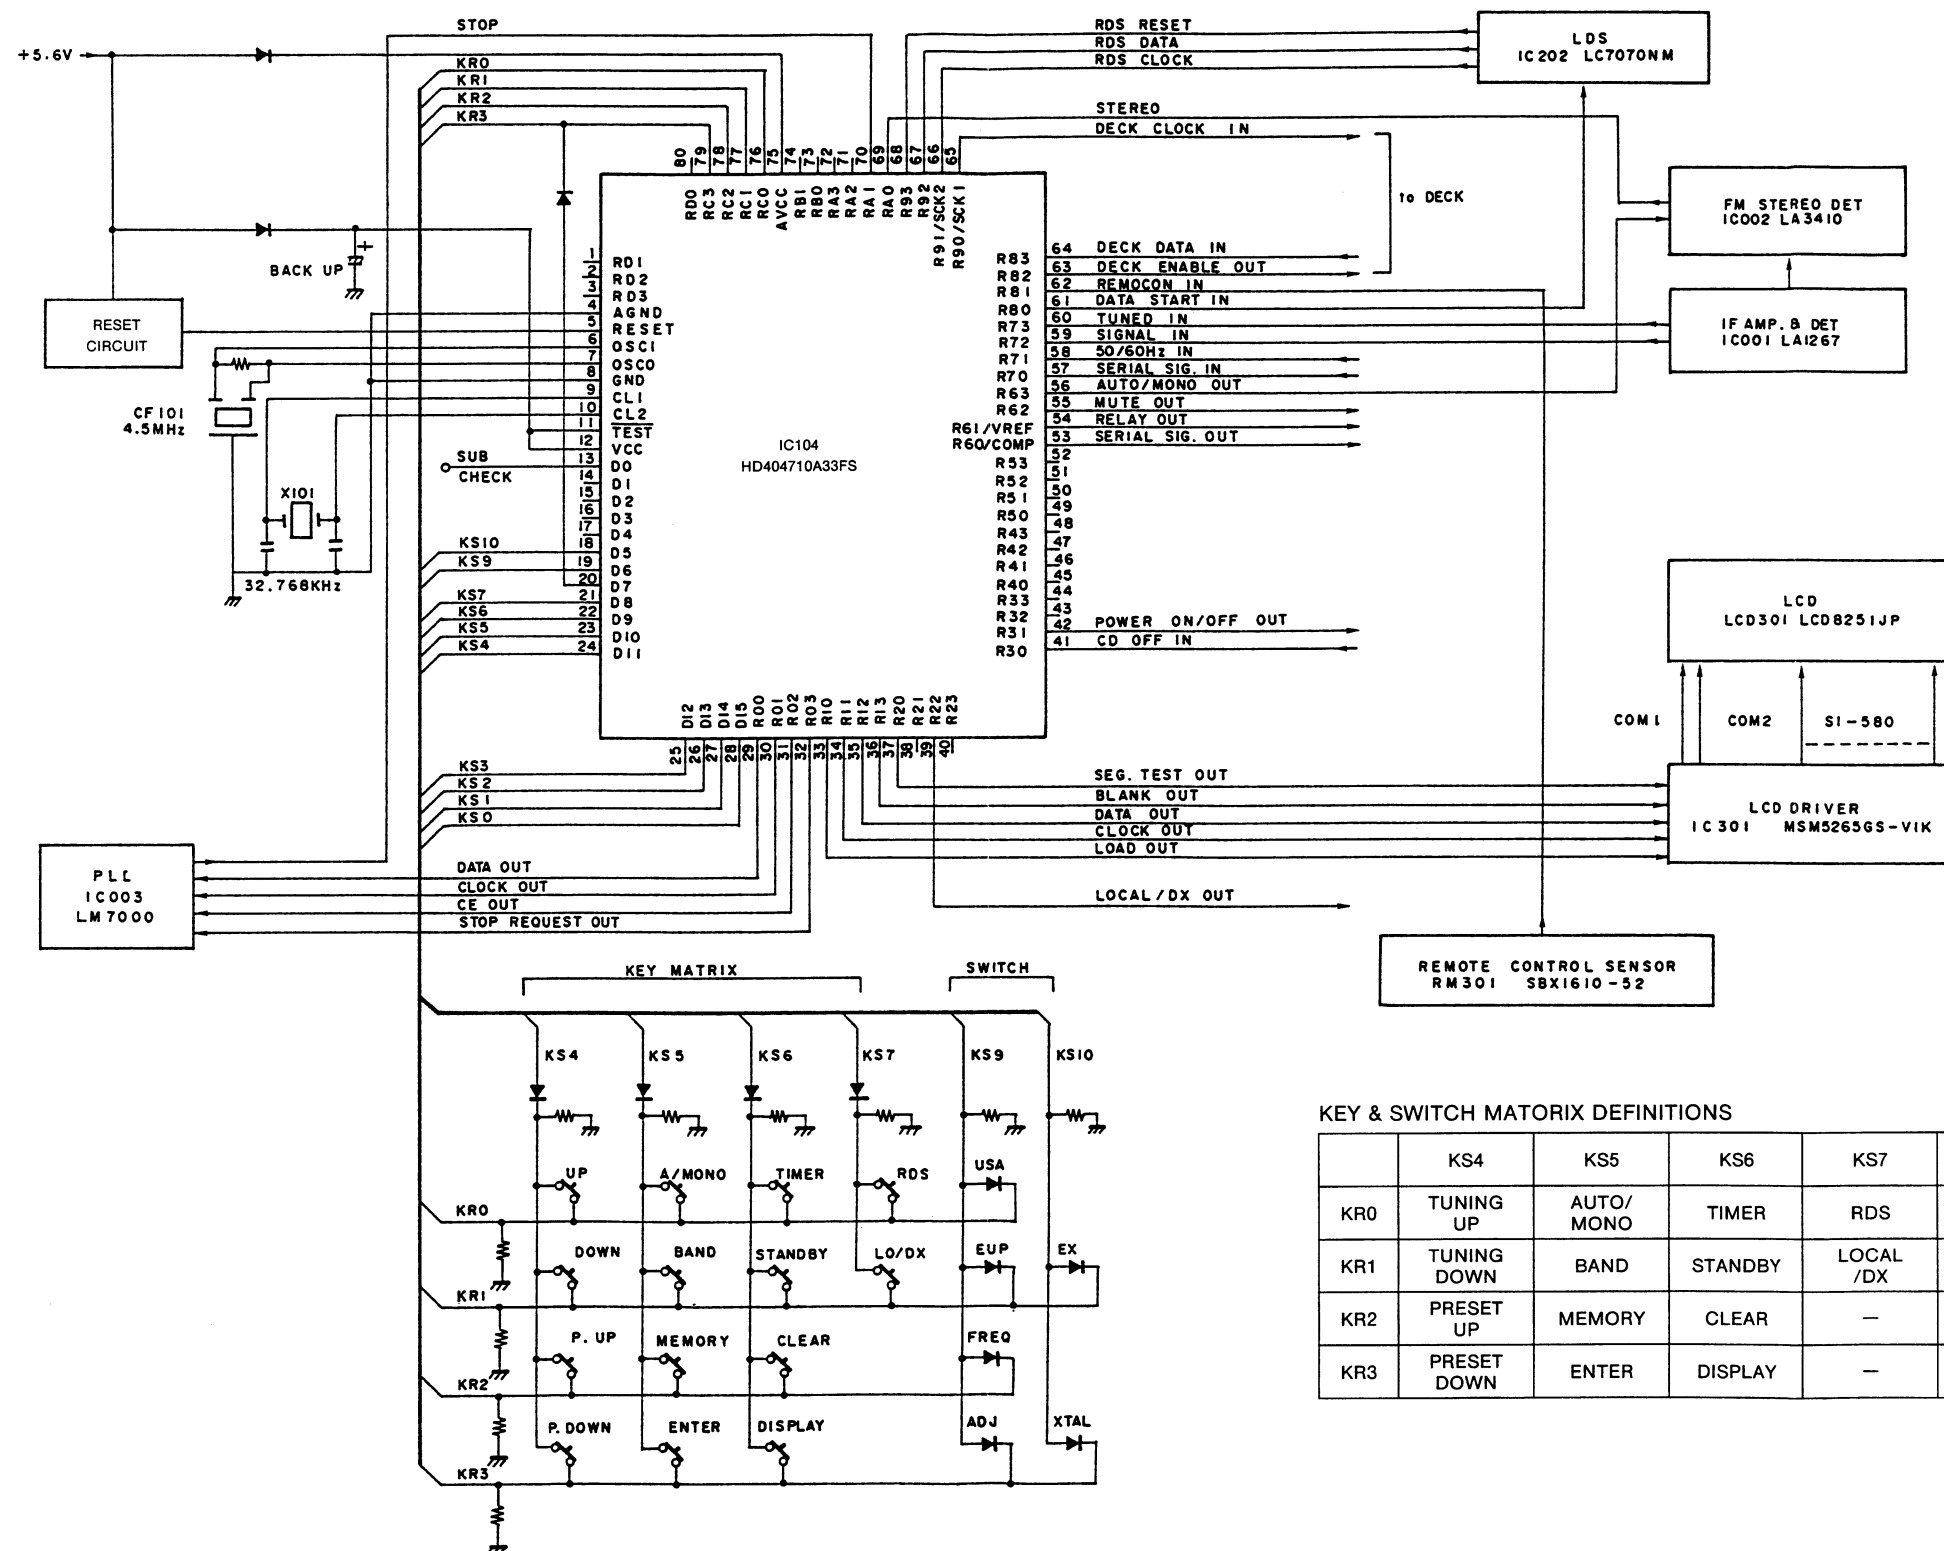 STOP
+5.6V
KR0
KR1
KR2
KR3
RDS RESET
RDS DATA
RDS CLOCK
STEREO
DECK CLOCK IN
LDS
IC202 LC7070NM
to DECK
FM STEREO DET
IC002 LA3410
IF AMP. & DET
IC001 LA1267
80 79 78 77 76 75 74 73 72 71 70 69 68 67 66 65
RD0 RC3 RC2 RC1 RC0 AVCC RB1 RB0 RA3 RA2 RA1 RA0 R93 R92 R91/SCK2 R90/SCK1
BACK UP
+
RESET
CIRCUIT
CF101
4.5MHz
X101
32.768KHz
SUB
CHECK
1 RD1
2 RD2
3 RD3
4 AGND
5 RESET
6 OSC1
7 OSC0
8 GND
9 CL1
10 CL2
11 TEST
12 VCC
13 D0
14 D1
15 D2
16 D3
17 D4
KS10 18 D5
KS9 19 D6
20 D7
KS7 21 D8
KS6 22 D9
KS5 23 D10
KS4 24 D11
IC104
HD404710A33FS
R83 64 DECK DATA IN
R82 63 DECK ENABLE OUT
R81 62 REMOCON IN
R80 61 DATA START IN
R73 60 TUNED IN
R72 59 SIGNAL IN
R71 58 50/60Hz IN
R70 57 SERIAL SIG. IN
R63 56 AUTO/MONO OUT
R62 55 MUTE OUT
R61/VREF 54 RELAY OUT
R60/COMP 53 SERIAL SIG. OUT
R53 52
R52 51
R51 50
R50 49
R43 48
R42 47
R41 46
R40 45
R33 44
R32 43
R31 42 POWER ON/OFF OUT
R30 41 CD OFF IN
D12 D13 D14 D15 R00 R01 R02 R03 R10 R11 R12 R13 R20 R21 R22 R23
25 26 27 28 29 30 31 32 33 34 35 36 37 38 39 40
KS3
KS2
KS1
KS0
LCD
LCD301 LCD8251JP
COM1 COM2 S1-S80
LCD DRIVER
IC301 MSM5265GS-V1K
SEG. TEST OUT
BLANK OUT
DATA OUT
CLOCK OUT
LOAD OUT
LOCAL/DX OUT
PLL
IC003
LM7000
DATA OUT
CLOCK OUT
CE OUT
STOP REQUEST OUT
REMOTE CONTROL SENSOR
RM301 SBX1610-52
KEY MATRIX SWITCH
KS4 KS5 KS6 KS7 KS9 KS10
UP A/MONO TIMER RDS USA
KR0
DOWN BAND STANDBY LO/DX EUP EX
KR1
P. UP MEMORY CLEAR FREQ
KR2
P. DOWN ENTER DISPLAY ADJ XTAL
KR3
KEY & SWITCH MATORIX DEFINITIONS
KS4 KS5 KS6 KS7
KR0 TUNING UP AUTO/ MONO TIMER RDS
KR1 TUNING DOWN BAND STANDBY LOCAL /DX
KR2 PRESET UP MEMORY CLEAR —
KR3 PRESET DOWN ENTER DISPLAY —